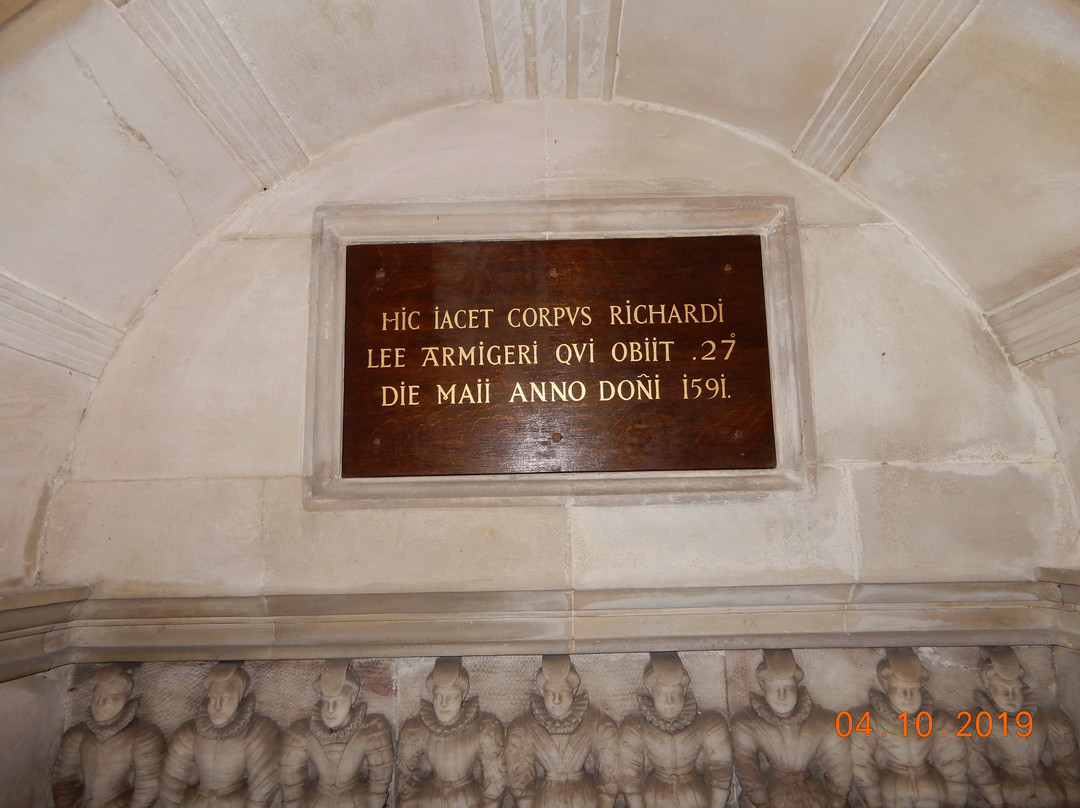 HIC IACET CORPVS RICHARDI
LEE ARMIGERI QVI OBIIT .27°
DIE MAII ANNO DOÑI 1591.
04.10.2019